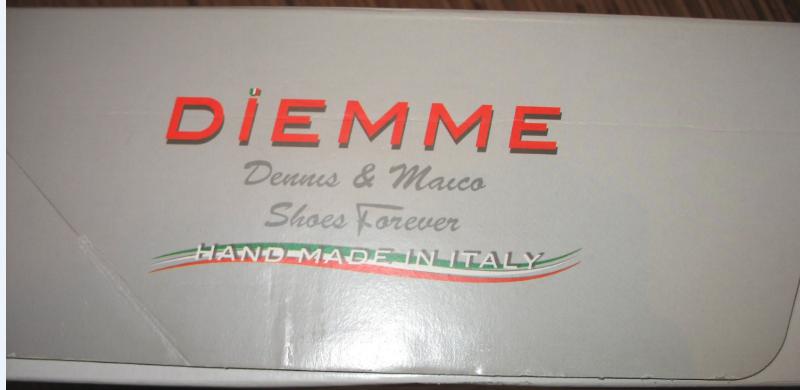 DIEMME
Dennis & Maico
Shoes Forever
HAND MADE IN ITALY